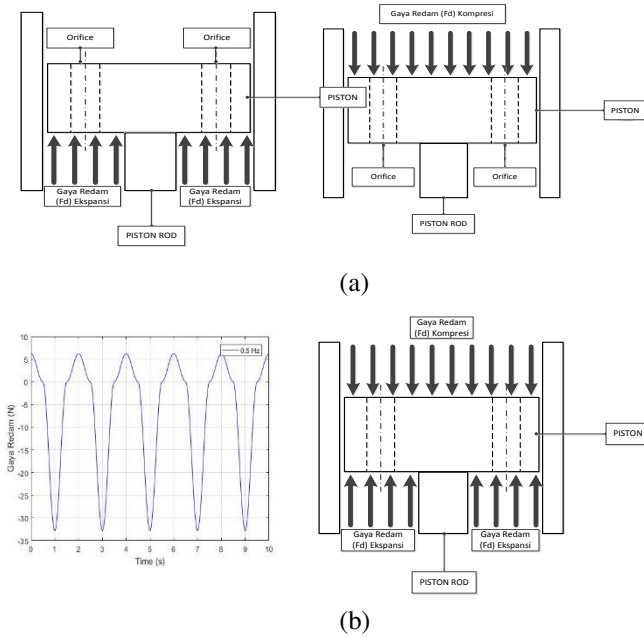 Orifice
Orifice
PISTON
Gaya Redam
(Fd) Ekspansi
Gaya Redam
(Fd) Ekspansi
PISTON ROD
Gaya Redam (Fd) Kompresi
PISTON
Orifice
Orifice
PISTON ROD
(a)
10
5
0
-5
-10
-15
-20
-25
-30
-35
Gaya Redam (N)
0.5 Hz
0 1 2 3 4 5 6 7 8 9 10
Time (s)
Gaya Redam
(Fd) Kompresi
PISTON
Gaya Redam
(Fd) Ekspansi
Gaya Redam
(Fd) Ekspansi
PISTON ROD
(b)